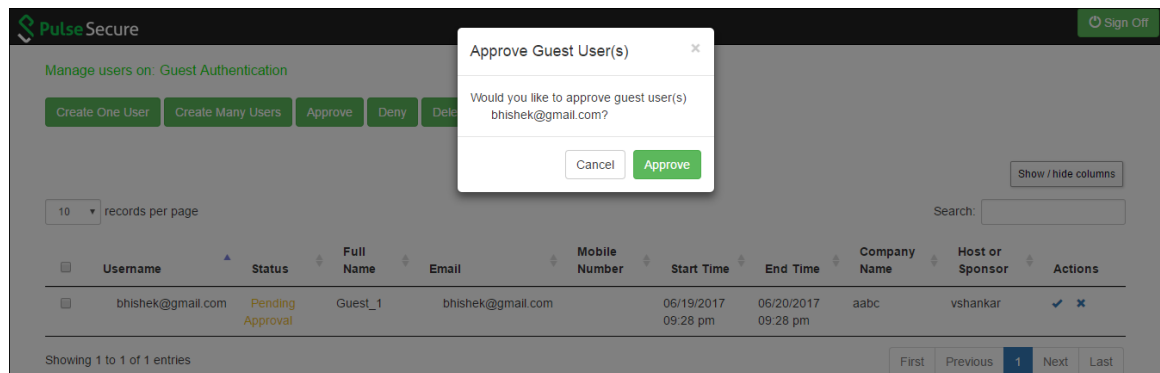 Pulse Secure
Sign Off
Approve Guest User(s) ×
Manage users on: Guest Authentication
Would you like to approve guest user(s)
bhishek@gmail.com?
Create One User Create Many Users Approve Deny Dele
Cancel Approve
Show / hide columns
10 records per page Search:
Username Status Full Name Email Mobile Number Start Time End Time Company Name Host or Sponsor Actions
bhishek@gmail.com Pending Approval Guest_1 bhishek@gmail.com 06/19/2017 09:28 pm 06/20/2017 09:28 pm aabc vshankar
Showing 1 to 1 of 1 entries First Previous 1 Next Last